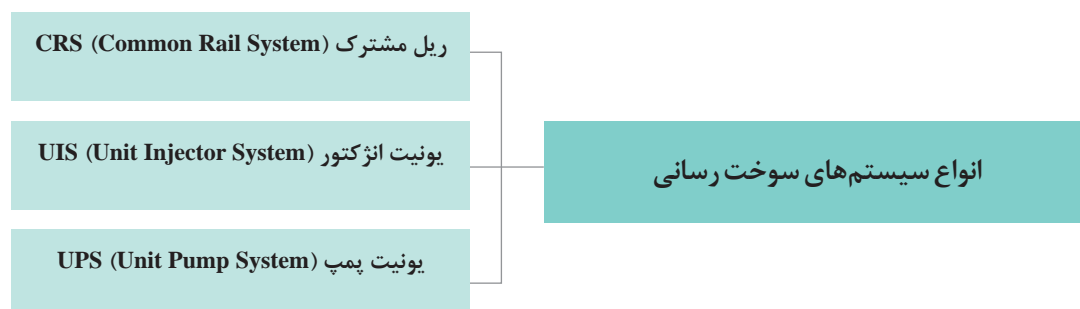 انواع سیستم‌های سوخت رسانی
ریل مشترک CRS (Common Rail System)
یونیت انژکتور UIS (Unit Injector System)
یونیت پمپ UPS (Unit Pump System)